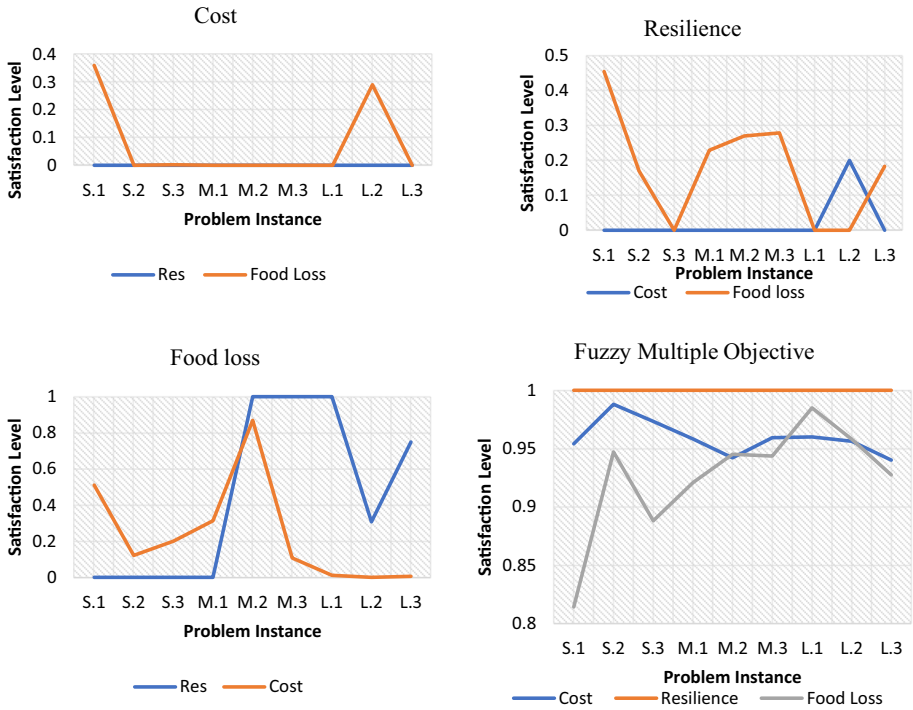 Cost
0.4
0.3
0.2
0.1
0
Satisfaction Level
S.1 S.2 S.3 M.1 M.2 M.3 L.1 L.2 L.3
Problem Instance
Res Food Loss
Resilience
0.5
0.4
0.3
0.2
0.1
0
Satisfaction Level
S.1 S.2 S.3 M.1 M.2 M.3 L.1 L.2 L.3
Problem Instance
Cost Food loss
Food loss
1
0.8
0.6
0.4
0.2
0
Satisfaction Level
S.1 S.2 S.3 M.1 M.2 M.3 L.1 L.2 L.3
Problem Instance
Res Cost
Fuzzy Multiple Objective
1
0.95
0.9
0.85
0.8
Satisfaction Level
S.1 S.2 S.3 M.1 M.2 M.3 L.1 L.2 L.3
Problem Instance
Cost Resilience Food Loss